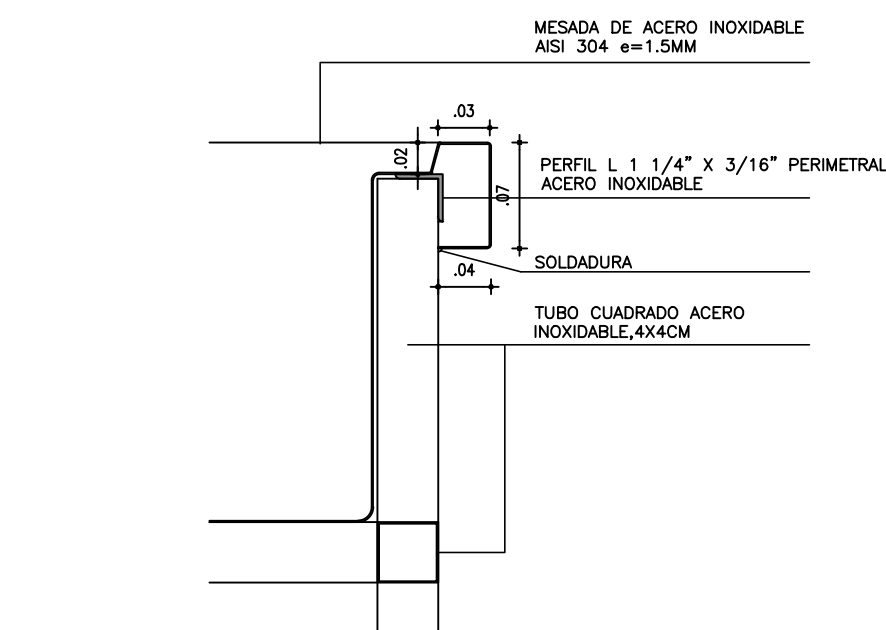 MESADA DE ACERO INOXIDABLE
AISI 304 e=1.5MM
.03
.02
PERFIL L 1 1/4" X 3/16" PERIMETRAL
ACERO INOXIDABLE
.07
SOLDADURA
.04
TUBO CUADRADO ACERO
INOXIDABLE,4X4CM